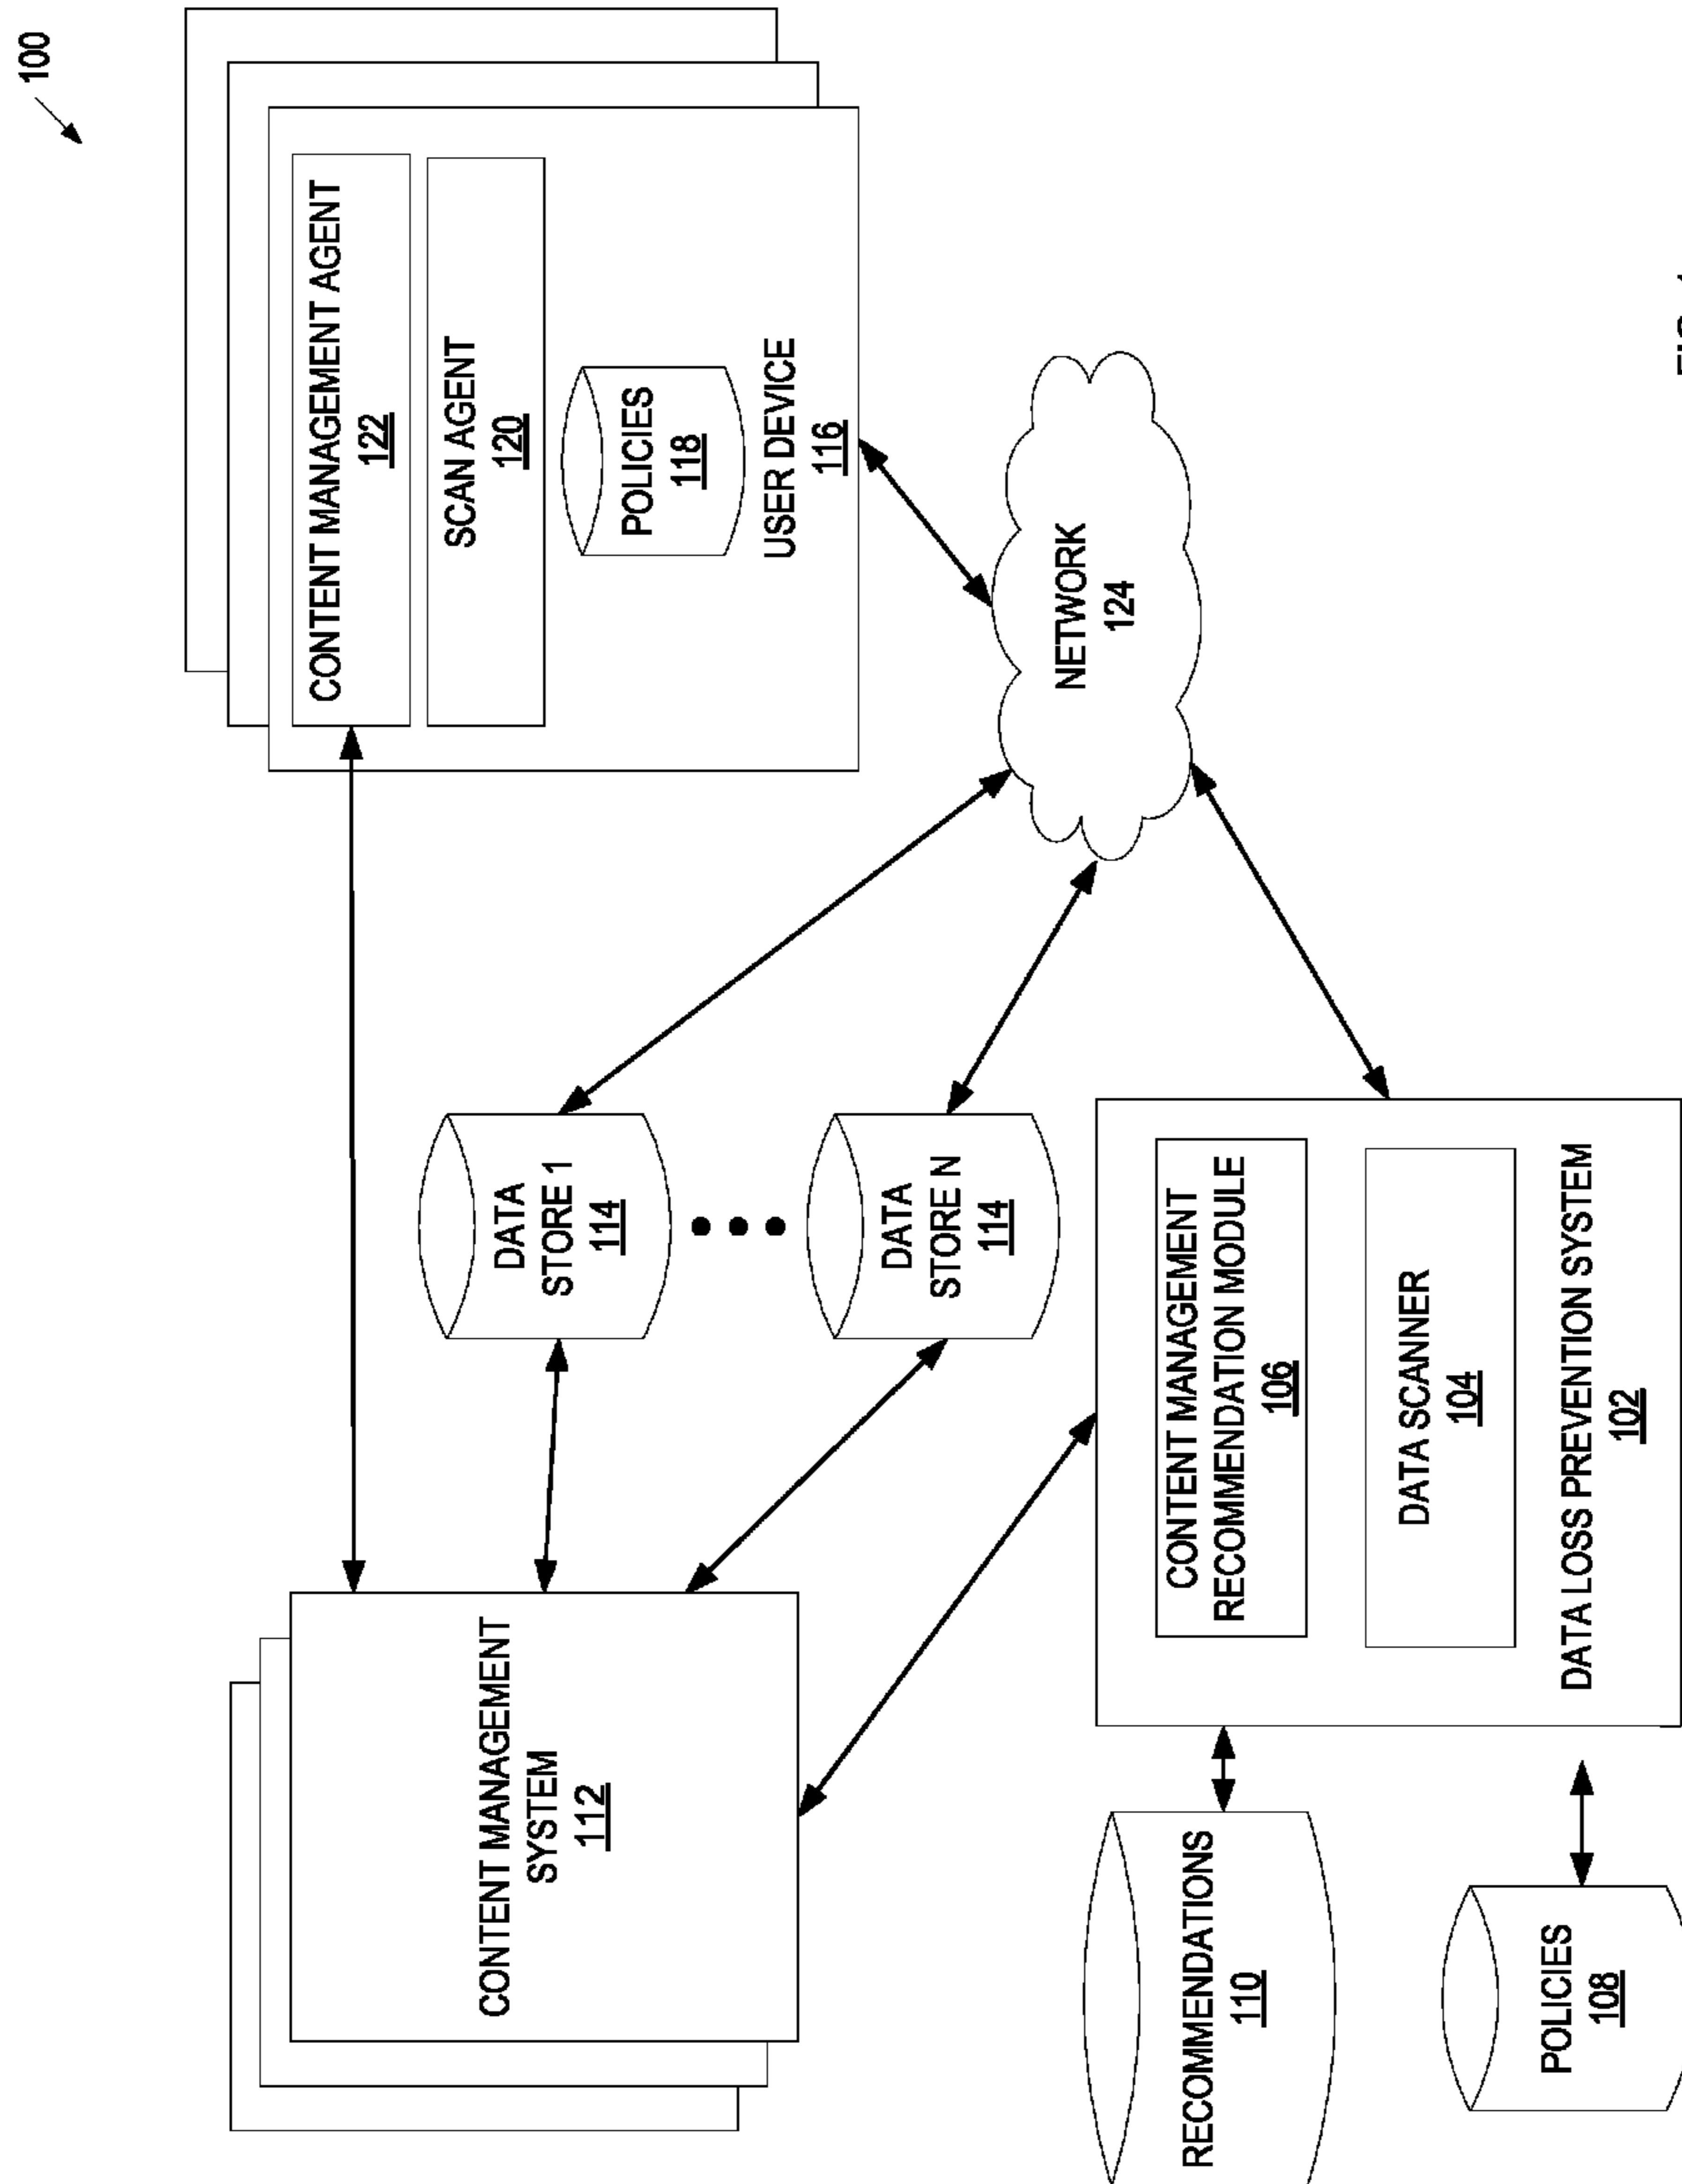 100
CONTENT MANAGEMENT
SYSTEM
112
CONTENT MANAGEMENT AGENT
122
SCAN AGENT
120
POLICIES
118
USER DEVICE
116
DATA
STORE 1
114
DATA
STORE N
114
NETWORK
124
RECOMMENDATIONS
110
POLICIES
108
CONTENT MANAGEMENT
RECOMMENDATION MODULE
106
DATA SCANNER
104
DATA LOSS PREVENTION SYSTEM
102